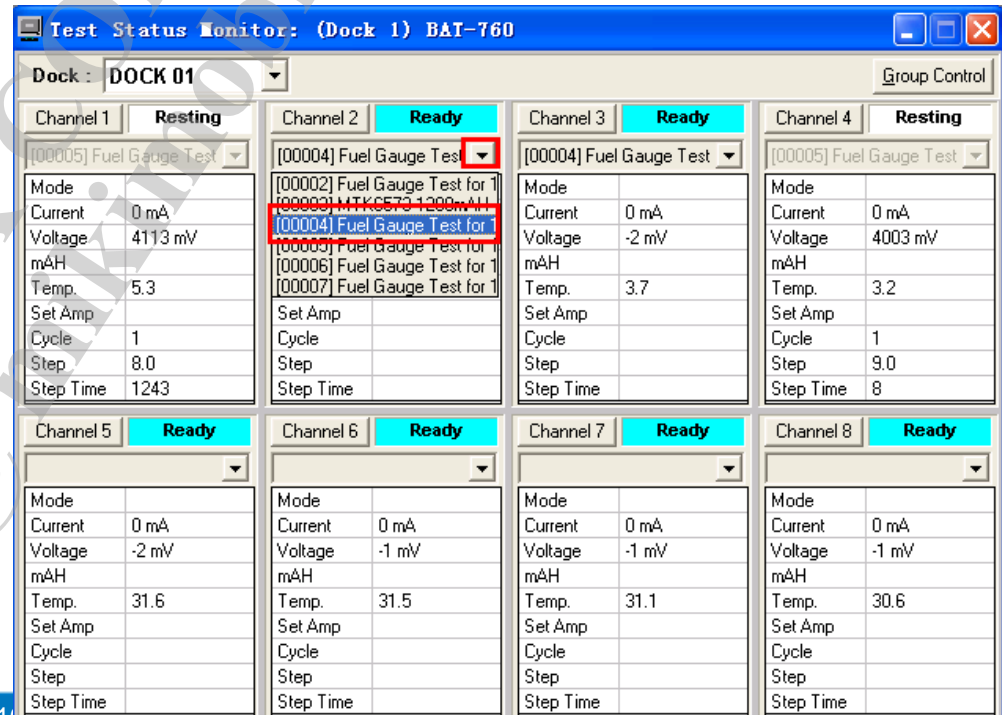 Test Status Monitor: (Dock 1) BAT-760
Dock : DOCK 01
Group Control
Channel 1 Resting
[00005] Fuel Gauge Test
Mode
Current 0 mA
Voltage 4113 mV
mAH
Temp. 5.3
Set Amp
Cycle 1
Step 8.0
Step Time 1243
Channel 2 Ready
[00004] Fuel Gauge Test
[00002] Fuel Gauge Test for 1
[00003] MTK6573 1200mAH
[00004] Fuel Gauge Test for 1
[00005] Fuel Gauge Test for 1
[00006] Fuel Gauge Test for 1
[00007] Fuel Gauge Test for 1
Set Amp
Cycle
Step
Step Time
Channel 3 Ready
[00004] Fuel Gauge Test
Mode
Current 0 mA
Voltage -2 mV
mAH
Temp. 3.7
Set Amp
Cycle
Step
Step Time
Channel 4 Resting
[00005] Fuel Gauge Test
Mode
Current 0 mA
Voltage 4003 mV
mAH
Temp. 3.2
Set Amp
Cycle 1
Step 9.0
Step Time 8
Channel 5 Ready
Mode
Current 0 mA
Voltage -2 mV
mAH
Temp. 31.6
Set Amp
Cycle
Step
Step Time
Channel 6 Ready
Mode
Current 0 mA
Voltage -1 mV
mAH
Temp. 31.5
Set Amp
Cycle
Step
Step Time
Channel 7 Ready
Mode
Current 0 mA
Voltage -1 mV
mAH
Temp. 31.1
Set Amp
Cycle
Step
Step Time
Channel 8 Ready
Mode
Current 0 mA
Voltage -1 mV
mAH
Temp. 30.6
Set Amp
Cycle
Step
Step Time